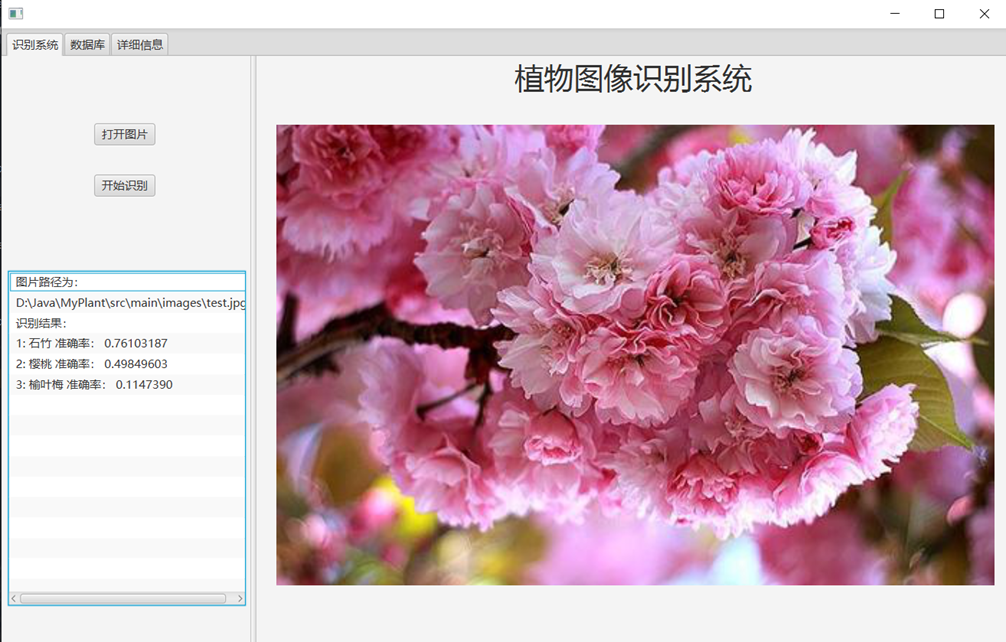 识别系统 数据库 详细信息
植物图像识别系统
打开图片
开始识别
图片路径为:
D:\Java\MyPlant\src\main\images\test.jpg
识别结果:
1: 石竹 准确率: 0.76103187
2: 樱桃 准确率: 0.49849603
3: 榆叶梅 准确率: 0.1147390